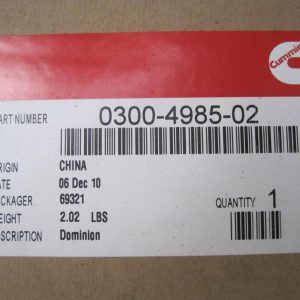 Cummins
ART NUMBER 0300-4985-02
RIGIN CHINA
ATE 06 Dec 10
ACKAGER 69321
EIGHT 2.02 LBS
QUANTITY 1
SCRIPTION Dominion